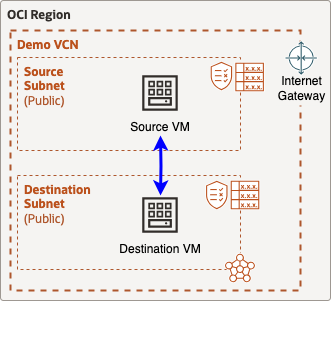 OCI Region
Demo VCN
Source
Subnet
(Public)
x.x.x.
x.x.x.
x.x.x.
Internet
Gateway
Source VM
Destination
Subnet
(Public)
x.x.x.
x.x.x.
x.x.x.
Destination VM